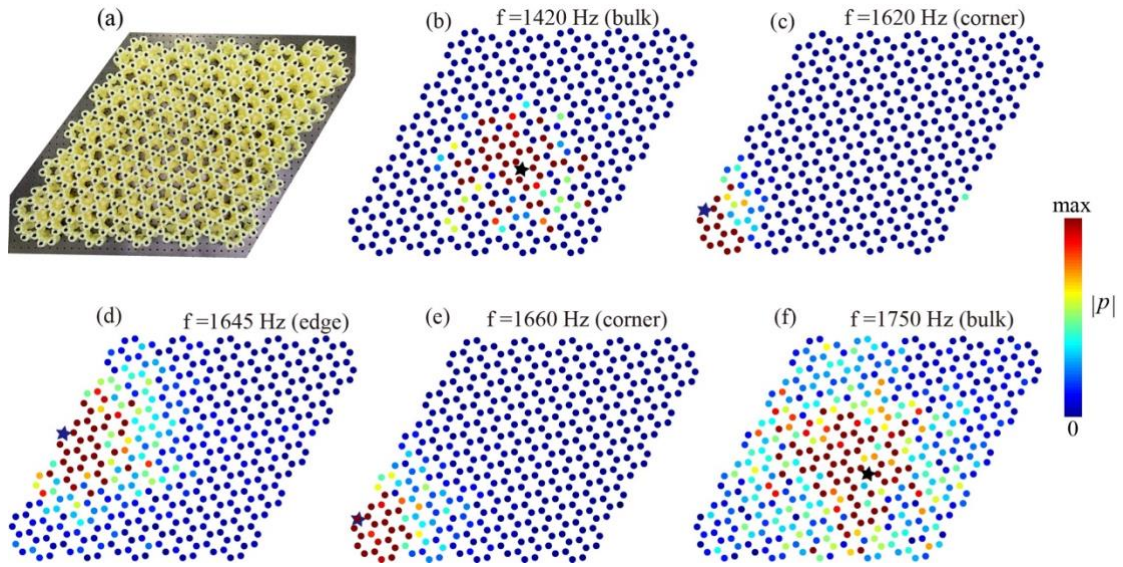 (a)
(b)
f =1420 Hz (bulk)
(c)
f =1620 Hz (corner)
max
|p|
0
(d)
f =1645 Hz (edge)
(e)
f =1660 Hz (corner)
(f)
f =1750 Hz (bulk)